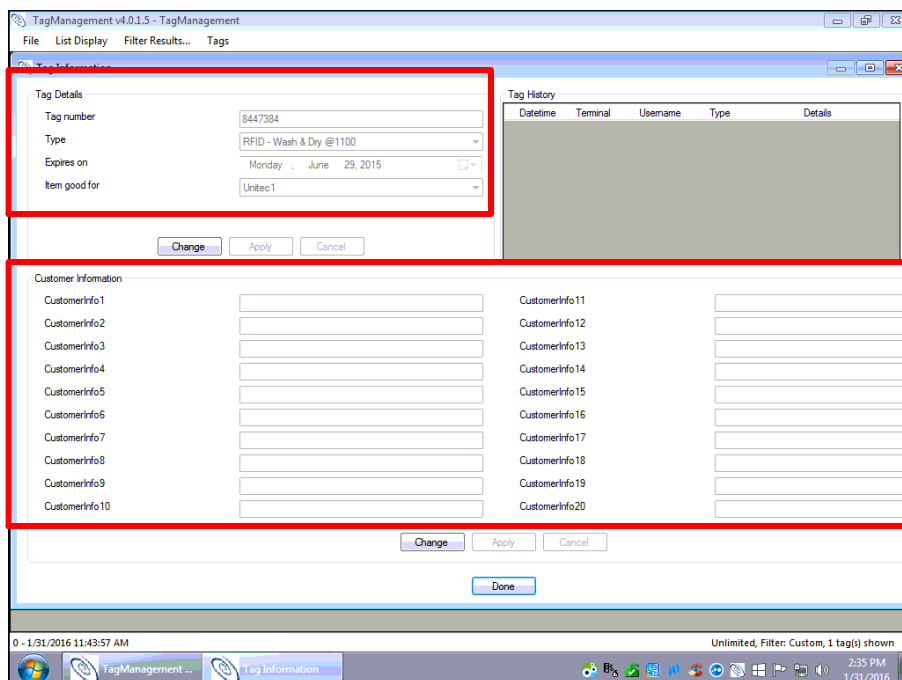 TagManagement v4.0.1.5 - TagManagement
File List Display Filter Results... Tags
Tag Information
Tag Details
Tag number 8447384
Type RFID - Wash & Dry @1100
Expires on Monday , June 29, 2015
Item good for Unitec1
Change Apply Cancel
Tag History
Datetime Terminal Username Type Details
Customer Information
CustomerInfo1 CustomerInfo11
CustomerInfo2 CustomerInfo12
CustomerInfo3 CustomerInfo13
CustomerInfo4 CustomerInfo14
CustomerInfo5 CustomerInfo15
CustomerInfo6 CustomerInfo16
CustomerInfo7 CustomerInfo17
CustomerInfo8 CustomerInfo18
CustomerInfo9 CustomerInfo19
CustomerInfo10 CustomerInfo20
Change Apply Cancel
Done
0 - 1/31/2016 11:43:57 AM Unlimited, Filter: Custom, 1 tag(s) shown
TagManagement ... Tag Information 2:35 PM
1/31/2016